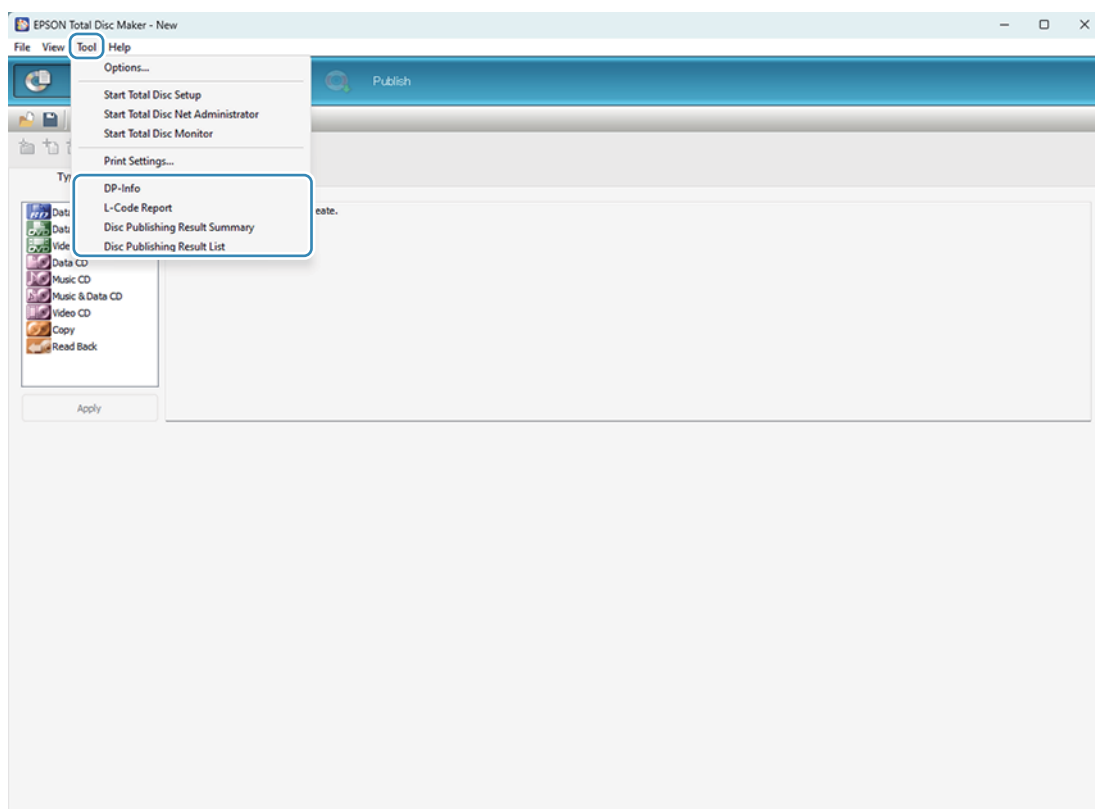 EPSON Total Disc Maker - New
File View Tool Help
Options...
Publish
Start Total Disc Setup
Start Total Disc Net Administrator
Start Total Disc Monitor
Print Settings...
DP-Info
L-Code Report
Disc Publishing Result Summary
Disc Publishing Result List
eate.
Data CD
Music CD
Music & Data CD
Video CD
Copy
Read Back
Apply